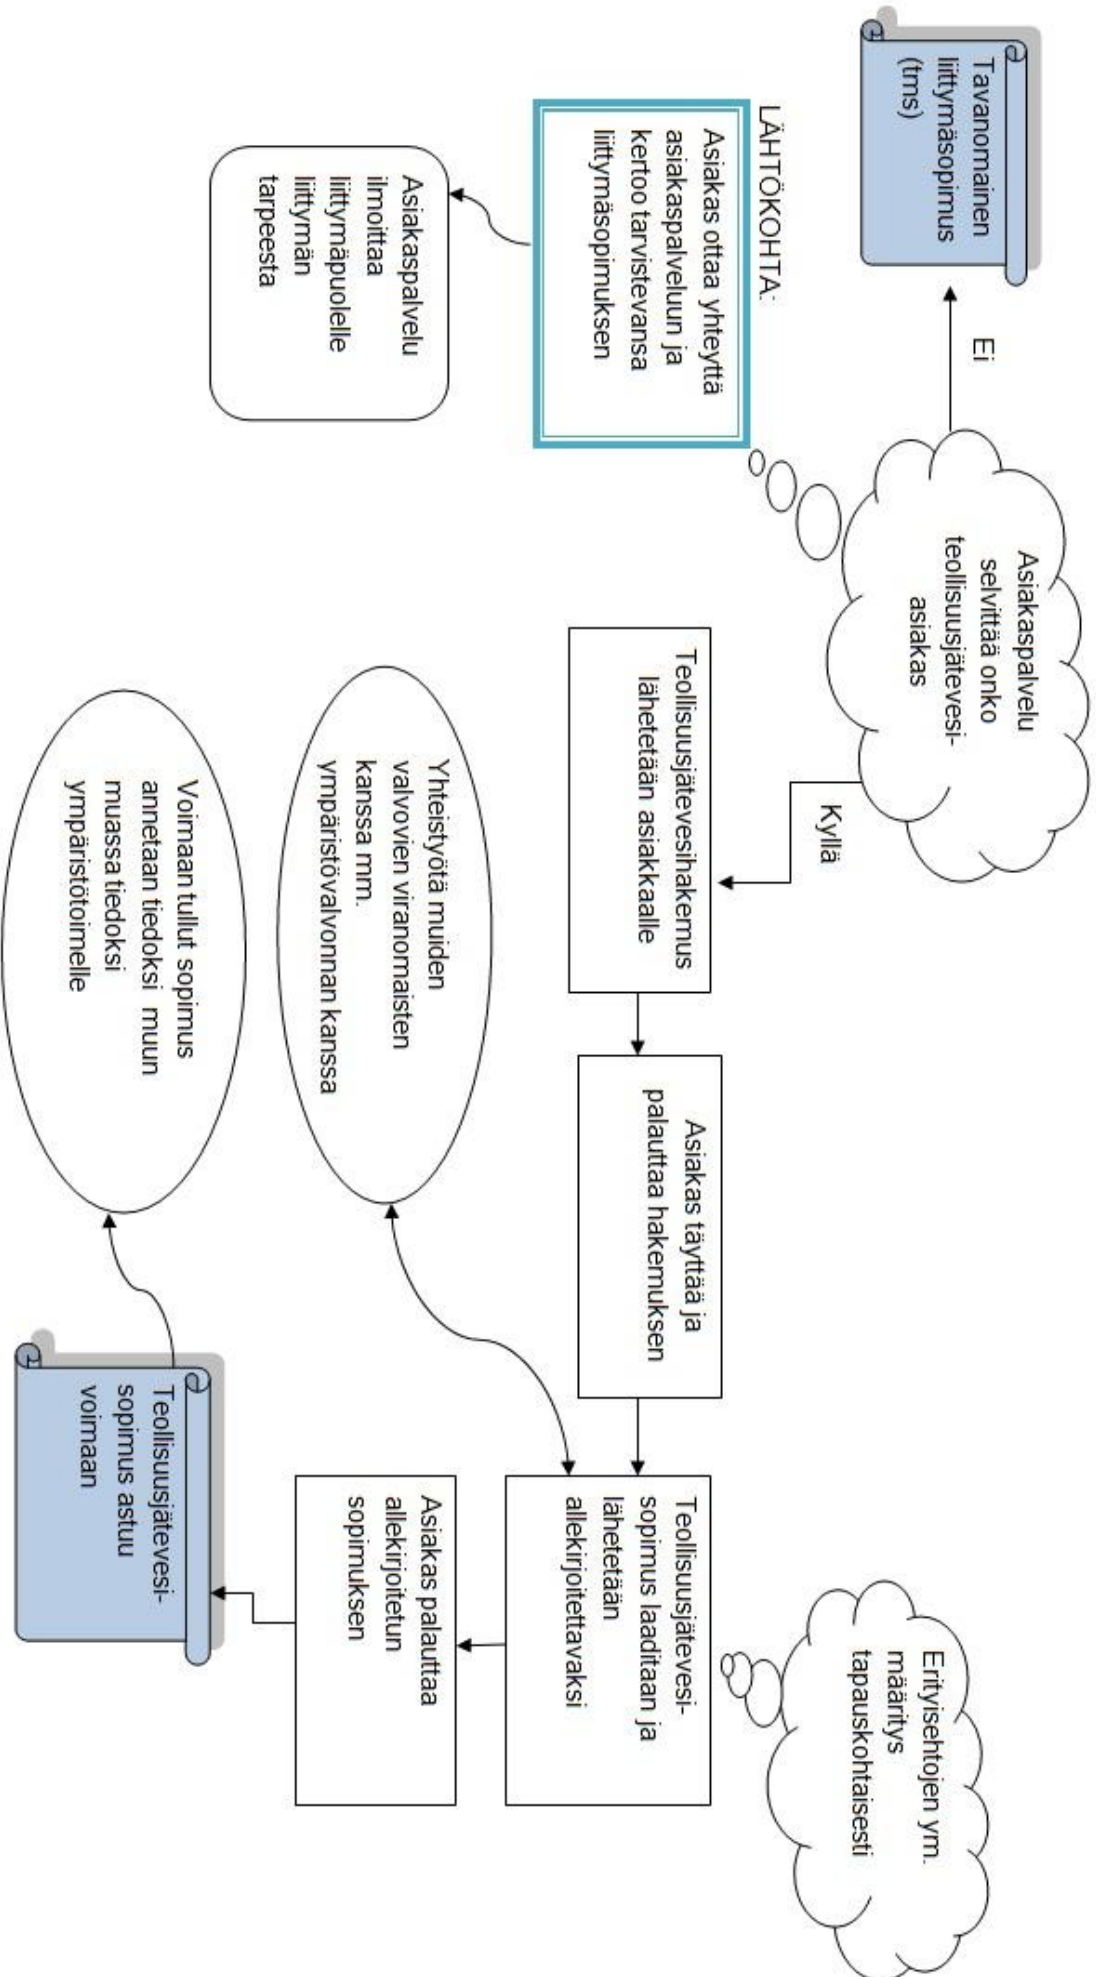 Tavanomainen
liittymäsopimus
(tms)
Ei
Asiakaspalvelu
selvittää onko
teollisuusjätevesi-
asiakas
Kyllä
LÄHTÖKOHTA:
Asiakas ottaa yhteyttä
asiakaspalveluun ja
kertoo tarvistevansa
liittymäsopimuksen
Asiakaspalvelu
ilmoittaa
liittymäpuolelle
liittymän
tarpeesta
Teollisuusjätevesihakemus
lähetetään asiakkaalle
Asiakas täyttää ja
palauttaa hakemuksen
Erityisehtojen ym.
määritys
tapauskohtaisesti
Teollisuusjätevesi-
sopimus laaditaan ja
lähetetään
allekirjoitettavaksi
Yhteistyötä muiden
valvovien viranomaisten
kanssa mm.
ympäristövalvonnan kanssa
Asiakas palauttaa
allekirjoitetun
sopimuksen
Teollisuusjätevesi-
sopimus astuu
voimaan
Voimaan tullut sopimus
annetaan tiedoksi muun
muassa tiedoksi
ympäristötoimelle